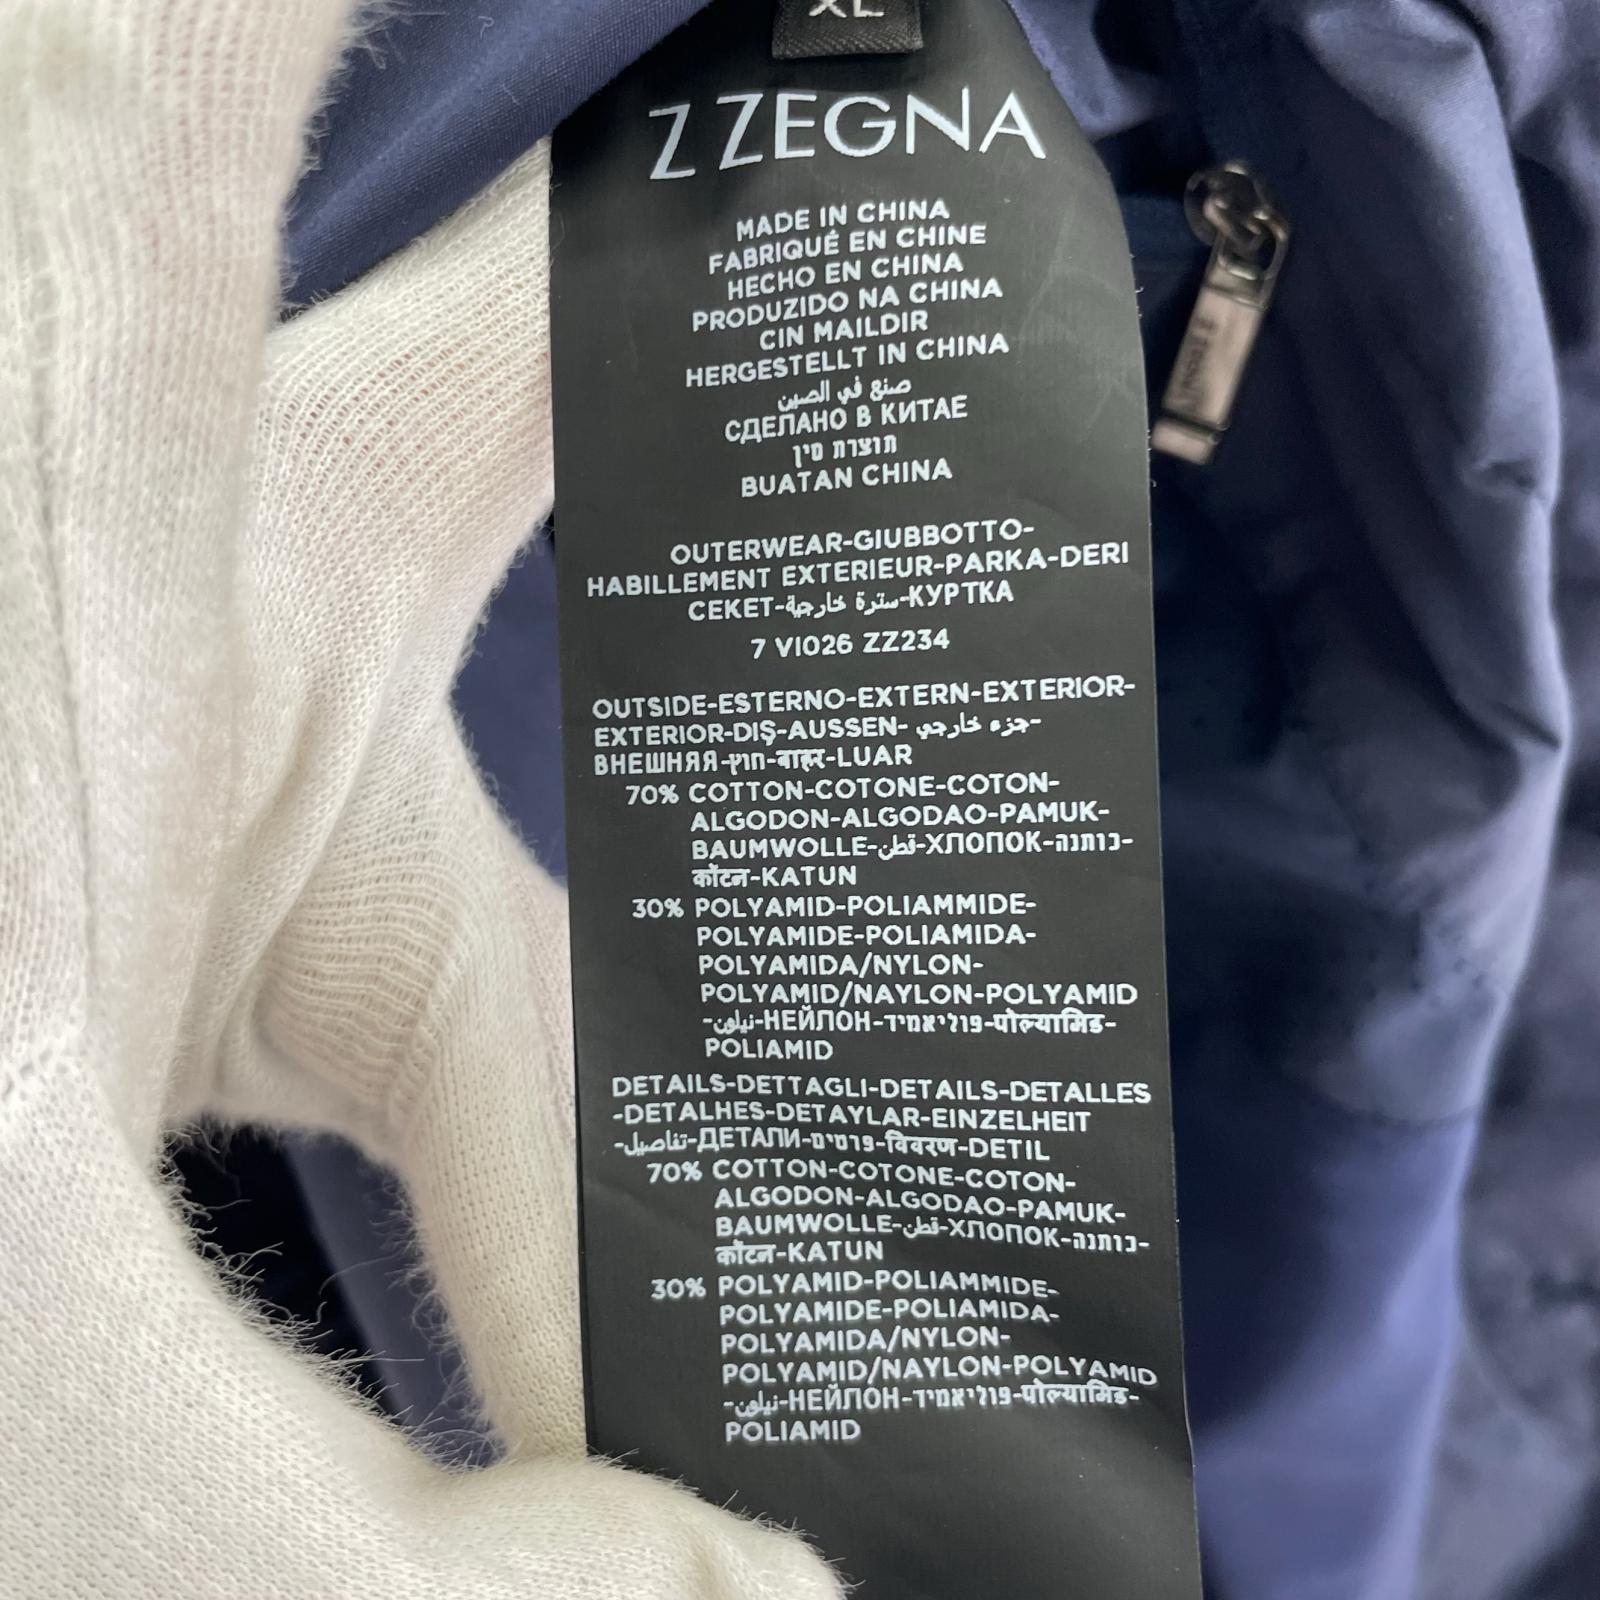 XL
Z ZEGNA
MADE IN CHINA
FABRIQUÉ EN CHINE
HECHO EN CHINA
PRODUZIDO NA CHINA
CIN MAILDIR
HERGESTELLT IN CHINA
صنع في الصين
СДЕЛАНО В КИТАЕ
תוצרת סין
BUATAN CHINA
OUTERWEAR-GIUBBOTTO-
HABILLEMENT EXTERIEUR-PARKA-DERI
CEKET-سترة خارجية-КУРТКА
7 VI026 ZZ234
OUTSIDE-ESTERNO-EXTERN-EXTERIOR-
EXTERIOR-DIŞ-AUSSEN- جزء خارجي-
ВНЕШНЯЯ-חוץ-बाहर-LUAR
70% COTTON-COTONE-COTON-
ALGODON-ALGODAO-PAMUK-
BAUMWOLLE-قطن-ХЛОПОК-כותנה-
कॉटन-KATUN
30% POLYAMID-POLIAMMIDE-
POLYAMIDE-POLIAMIDA-
POLYAMIDA/NYLON-
POLYAMID/NAYLON-POLYAMID
-نيلون-НЕЙЛОН-פוליאמיד-पोल्यामिड-
POLIAMID
DETAILS-DETTAGLI-DETAILS-DETALLES
-DETALHES-DETAYLAR-EINZELHEIT
-تفاصيل-ДЕТАЛИ-פרטים-विवरण-DETIL
70% COTTON-COTONE-COTON-
ALGODON-ALGODAO-PAMUK-
BAUMWOLLE-قطن-ХЛОПОК-כותנה-
कॉटन-KATUN
30% POLYAMID-POLIAMMIDE-
POLYAMIDE-POLIAMIDA-
POLYAMIDA/NYLON-
POLYAMID/NAYLON-POLYAMID
-نيلون-НЕЙЛОН-פוליאמיד-पोल्यामिड-
POLIAMID
Z ZEGNA